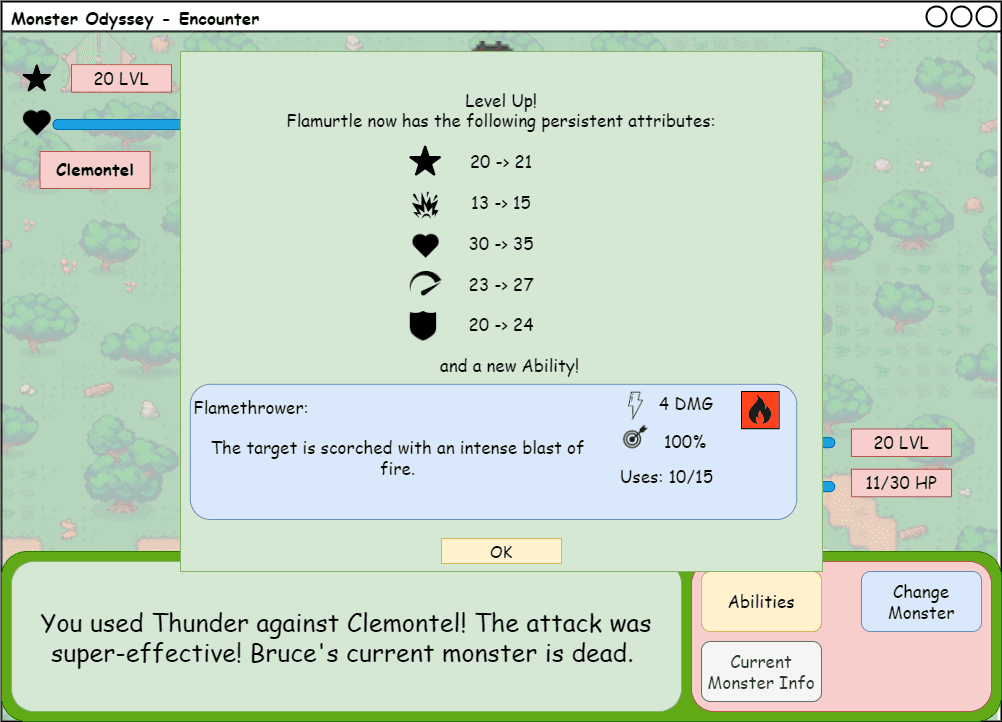 Monster Odyssey - Encounter
20 LVL
Clemontel
Level Up!
Flamurtle now has the following persistent attributes:
20 -> 21
13 -> 15
30 -> 35
23 -> 27
20 -> 24
and a new Ability!
Flamethrower:
4 DMG
100%
The target is scorched with an intense blast of
fire.
Uses: 10/15
OK
20 LVL
11/30 HP
You used Thunder against Clemontel! The attack was
super-effective! Bruce's current monster is dead.
Abilities
Change
Monster
Current
Monster Info